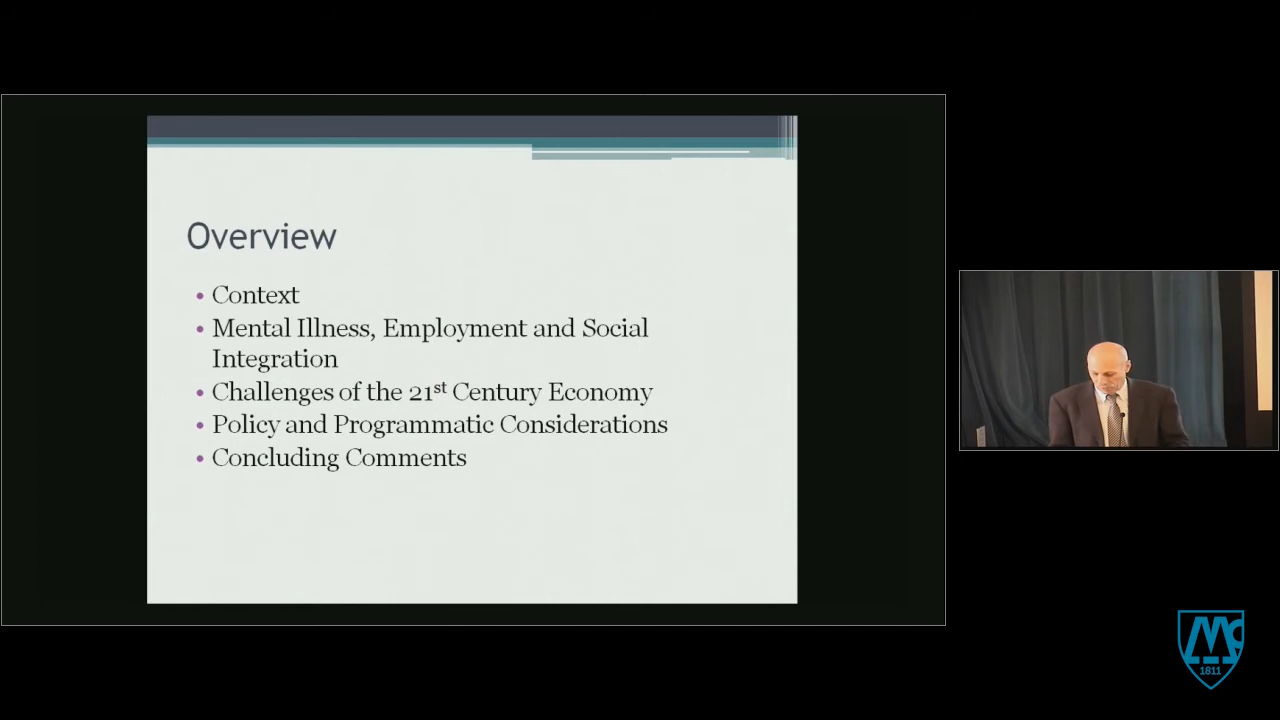 Overview
• Context
• Mental Illness, Employment and Social
Integration
• Challenges of the 21st Century Economy
• Policy and Programmatic Considerations
• Concluding Comments
Mc
1811